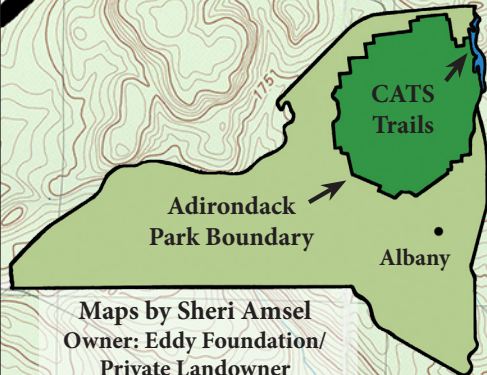 1751
CATS
Trails
Adirondack
Park Boundary
Albany
Maps by Sheri Amsel
Owner: Eddy Foundation/
Private Landowner